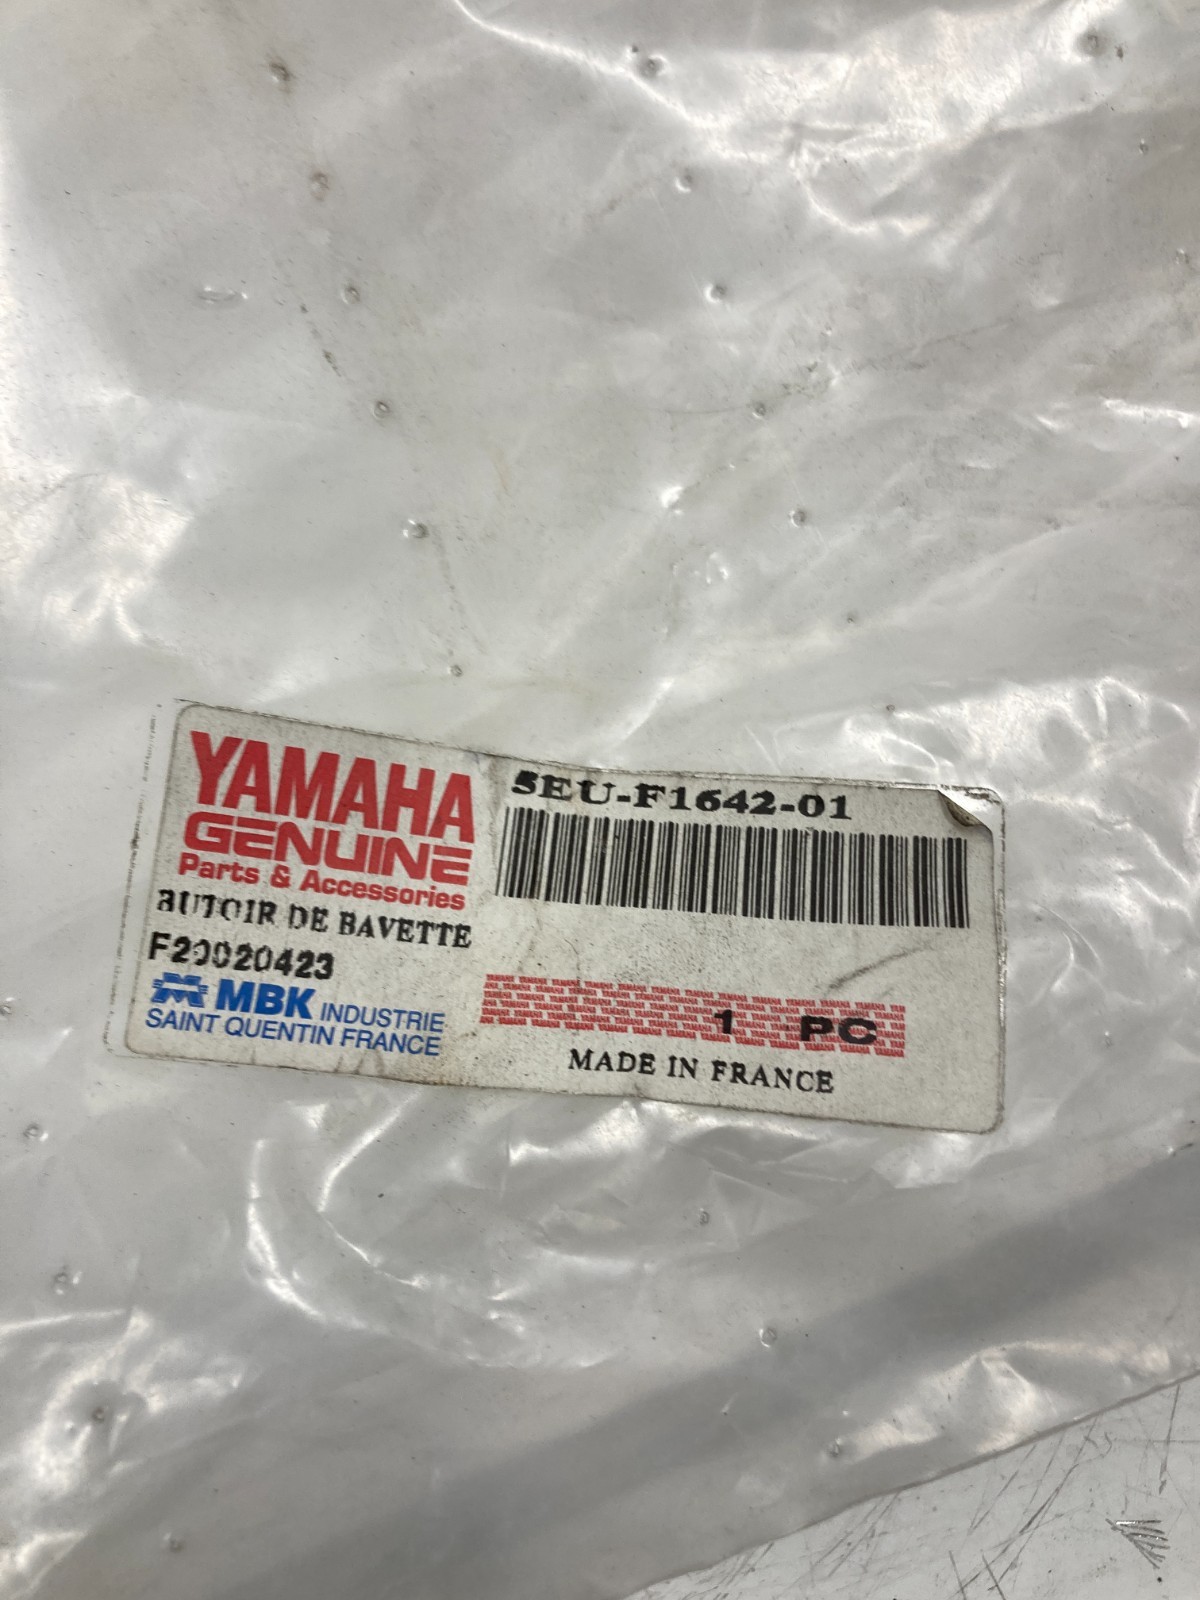 YAMAHA
GENUINE
Parts & Accessories
BUTOIR DE BAVETTE
F20020423
MBK INDUSTRIE
SAINT QUENTIN FRANCE
5EU-F1642-01
1 PC
MADE IN FRANCE